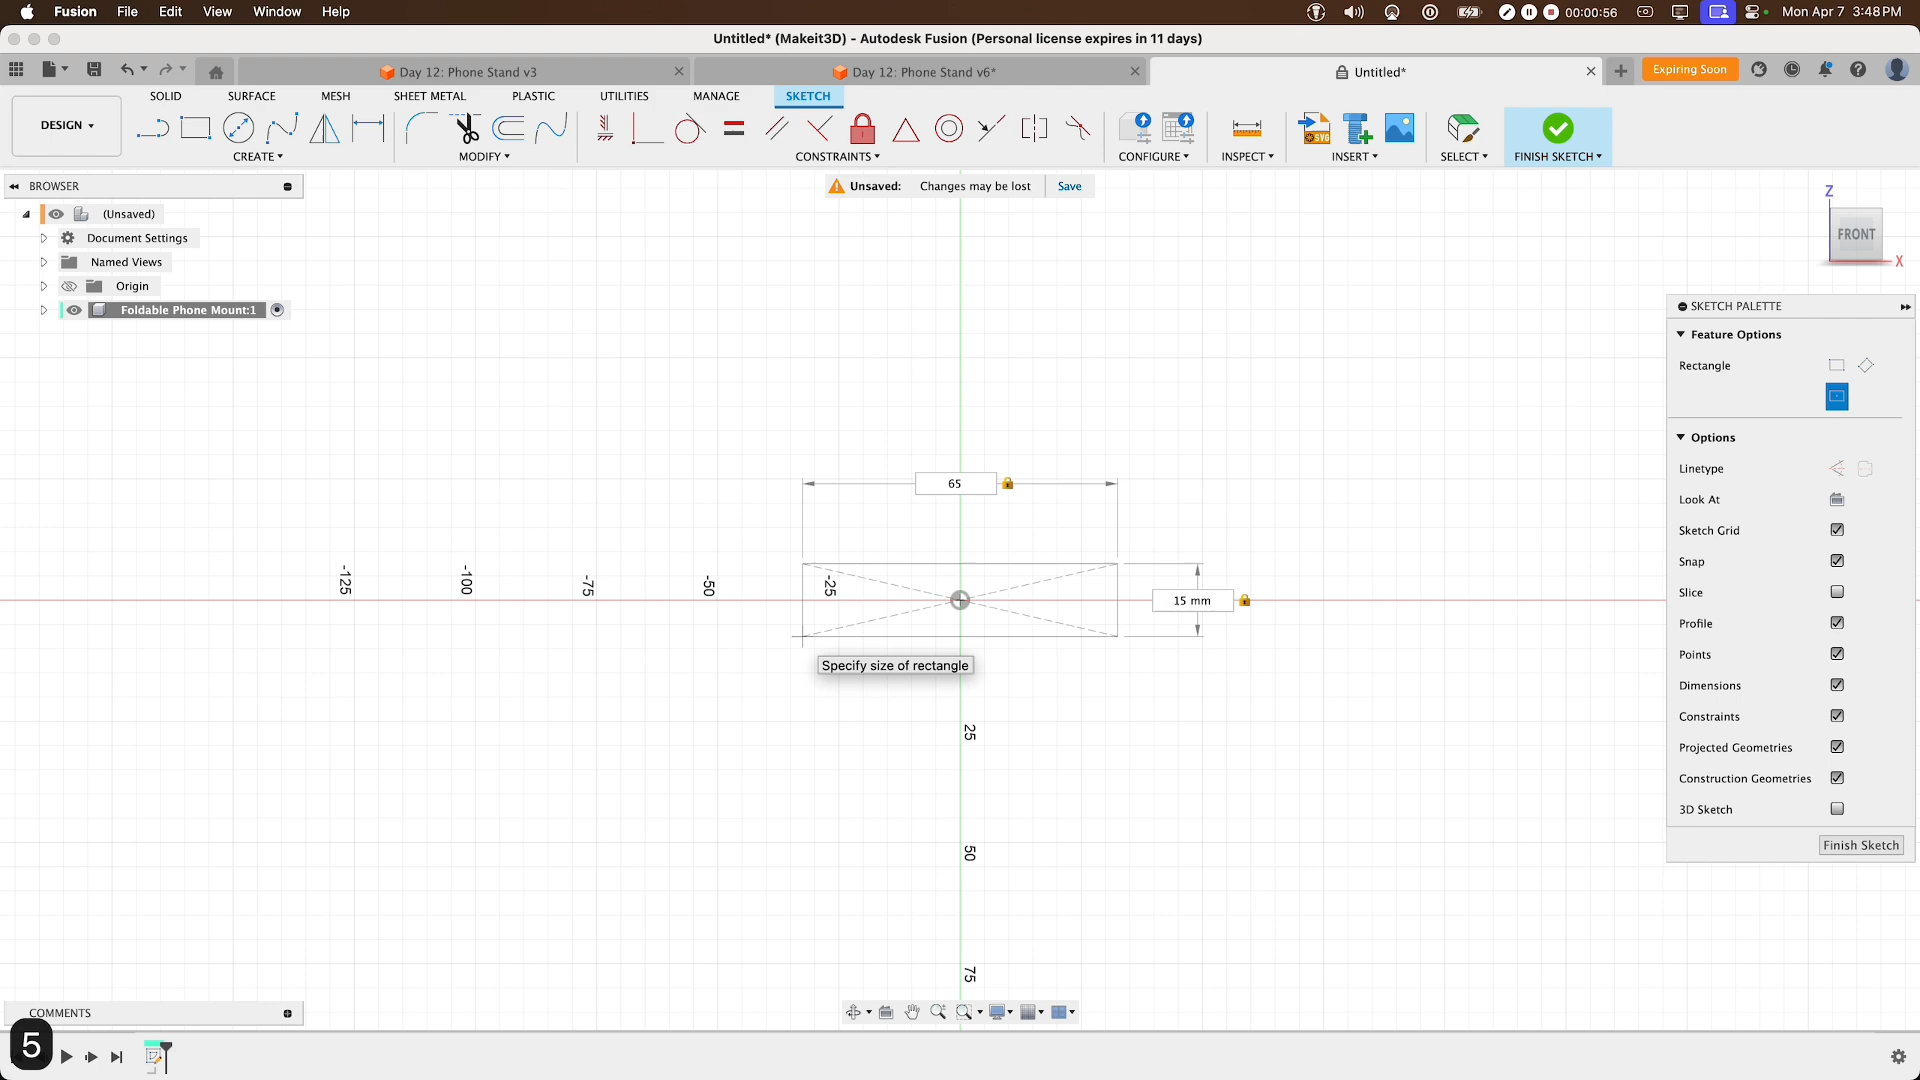 Fusion File Edit View Window Help 00:00:56 Mon Apr 7 3:48 PM
Untitled* (Makeit3D) - Autodesk Fusion (Personal license expires in 11 days)
Day 12: Phone Stand v3
Day 12: Phone Stand v6*
Untitled*
Expiring Soon
SOLID SURFACE MESH SHEET METAL PLASTIC UTILITIES MANAGE SKETCH
DESIGN
SVG
CREATE MODIFY CONSTRAINTS CONFIGURE INSPECT INSERT SELECT FINISH SKETCH
BROWSER
Unsaved: Changes may be lost Save
(Unsaved)
Document Settings
Named Views
Origin
Foldable Phone Mount:1
Z
FRONT
X
SKETCH PALETTE
Feature Options
Rectangle
Options
Linetype
Look At
Sketch Grid
Snap
Slice
Profile
Points
Dimensions
Constraints
Projected Geometries
Construction Geometries
3D Sketch
Finish Sketch
65
-125
-100
-75
-50
-25
15 mm
Specify size of rectangle
25
50
75
COMMENTS
5